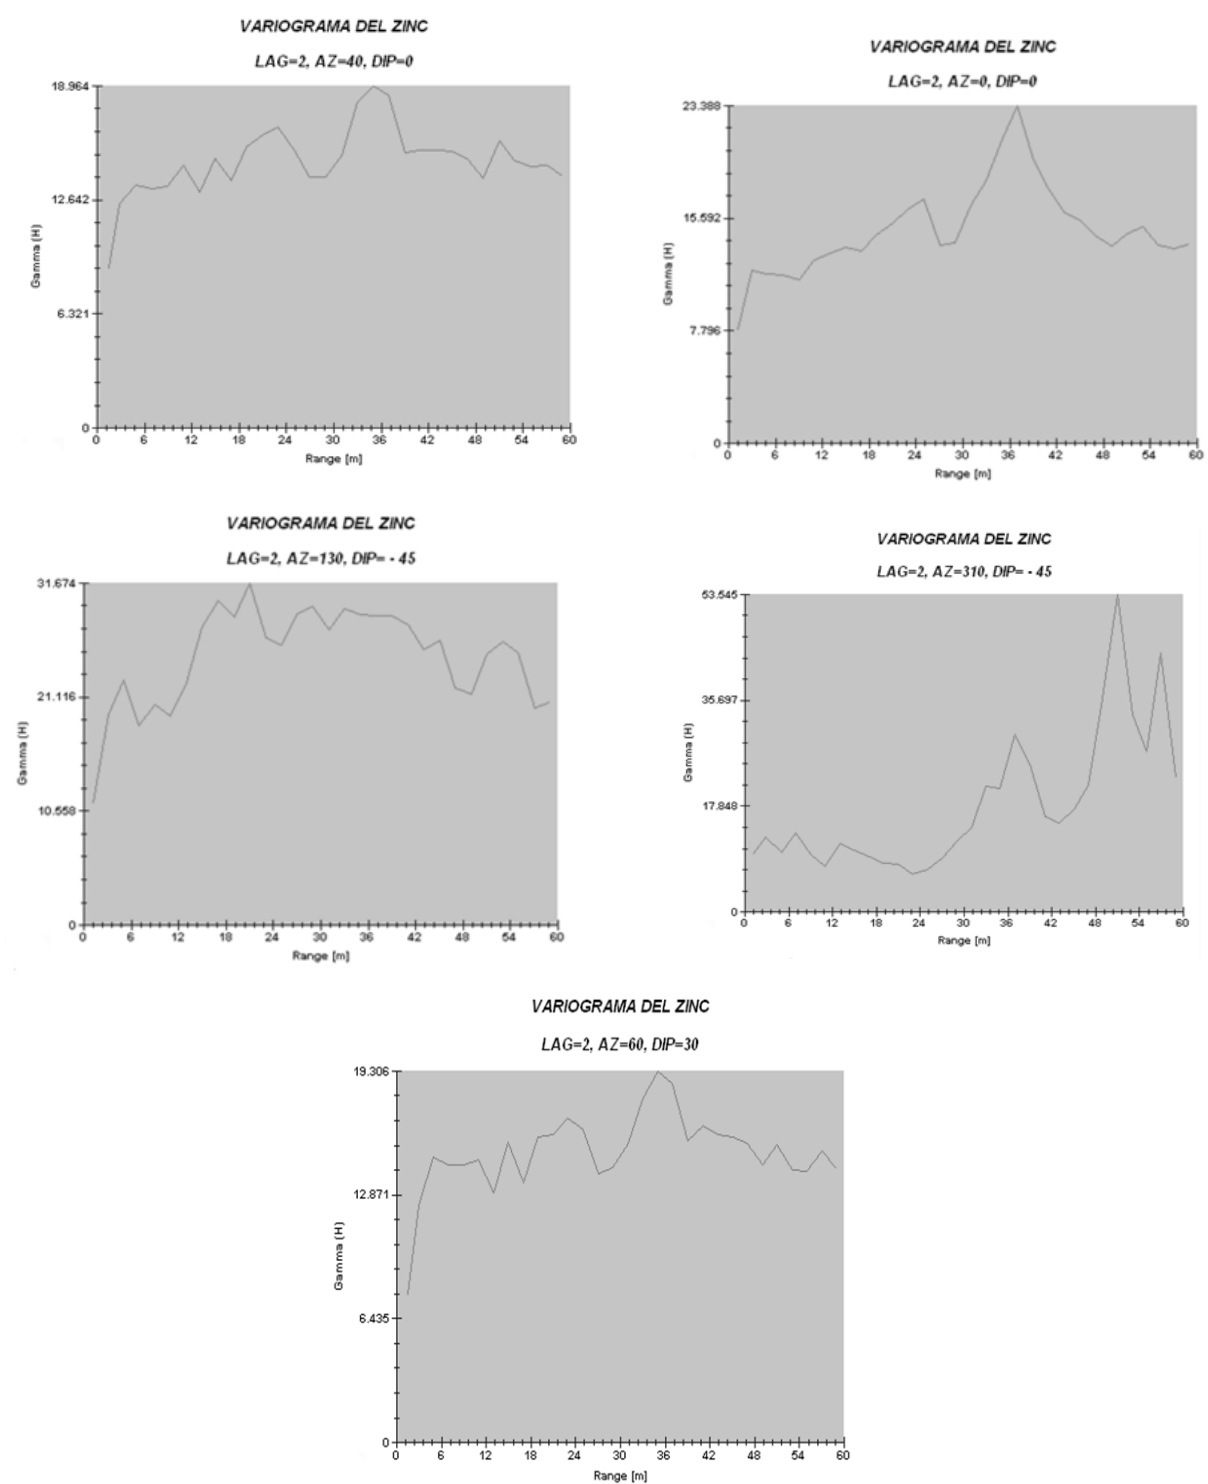 VARIOGRAMA DEL ZINC
LAG=2, AZ=40, DIP=0
18.964
12.642
6.321
0
Gamma (H)
0 6 12 18 24 30 36 42 48 54 60
Range [m]
VARIOGRAMA DEL ZINC
LAG=2, AZ=0, DIP=0
23.388
15.592
7.796
0
Gamma (H)
0 6 12 18 24 30 36 42 48 54 60
Range [m]
VARIOGRAMA DEL ZINC
LAG=2, AZ=130, DIP= - 45
31.674
21.116
10.558
0
Gamma (H)
0 6 12 18 24 30 36 42 48 54 60
Range [m]
VARIOGRAMA DEL ZINC
LAG=2, AZ=310, DIP= - 45
53.545
35.697
17.848
0
Gamma (H)
0 6 12 18 24 30 36 42 48 54 60
Range [m]
VARIOGRAMA DEL ZINC
LAG=2, AZ=60, DIP=30
19.306
12.871
6.435
0
Gamma (H)
0 6 12 18 24 30 36 42 48 54 60
Range [m]